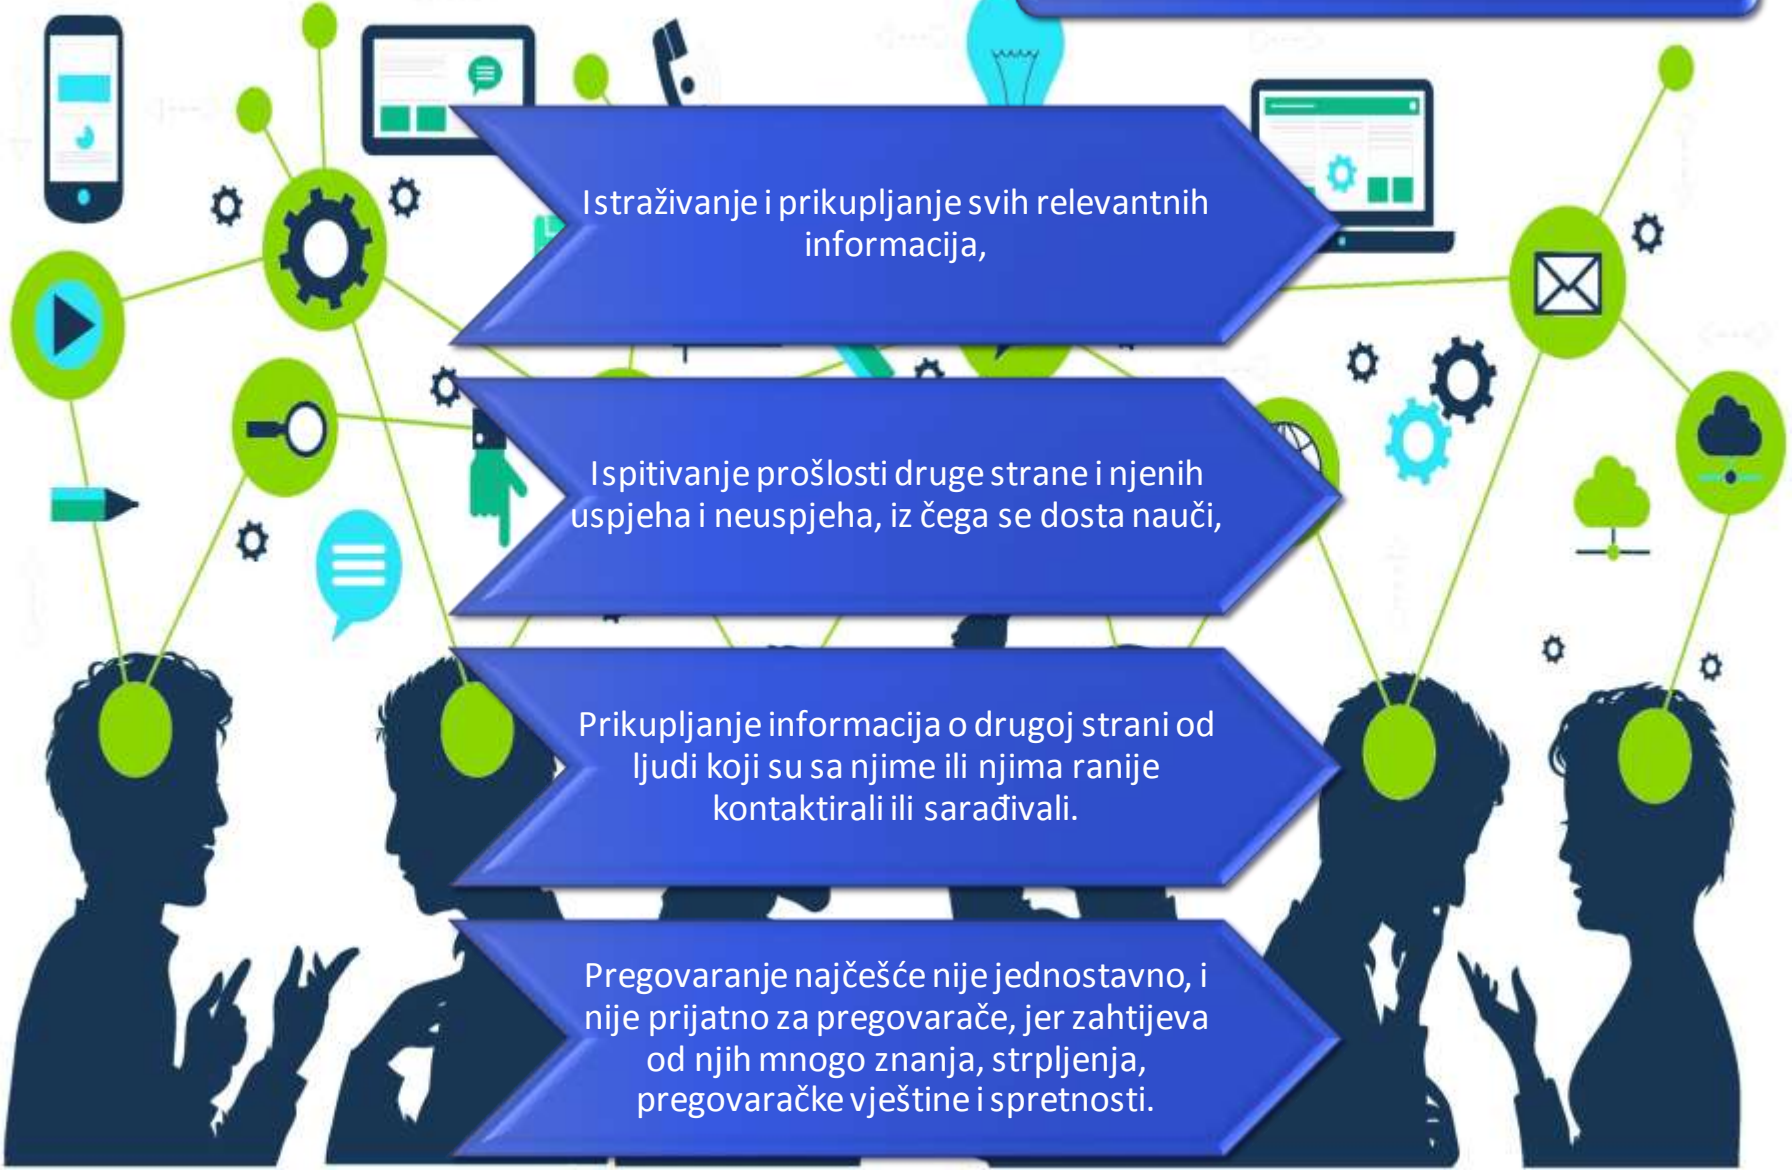 Istraživanje i prikupljanje svih relevantnih
informacija,
Ispitivanje prošlosti druge strane i njenih
uspjeha i neuspjeha, iz čega se dosta nauči,
Prikupljanje informacija o drugoj strani od
ljudi koji su sa njime ili njima ranije
kontaktirali ili sarađivali.
Pregovaranje najčešće nije jednostavno, i
nije prijatno za pregovarače, jer zahtijeva
od njih mnogo znanja, strpljenja,
pregovaračke vještine i spretnosti.